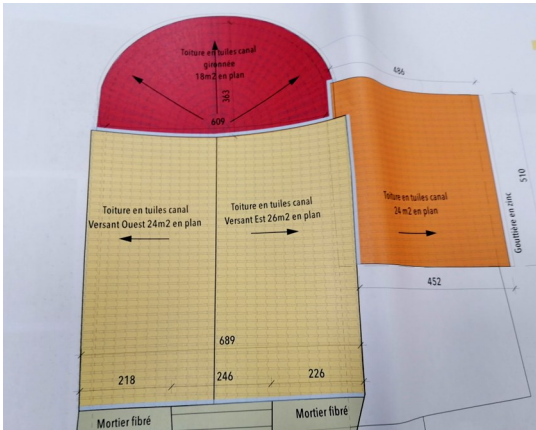 Toiture en tuiles canal
gironnée
18m2 en plan
363
609
486
510
Gouttière en zinc
Toiture en tuiles canal
Versant Ouest 24m2 en plan
Toiture en tuiles canal
Versant Est 26m2 en plan
Toiture en tuiles canal
24 m2 en plan
452
689
218
246
226
Mortier fibré
Mortier fibré